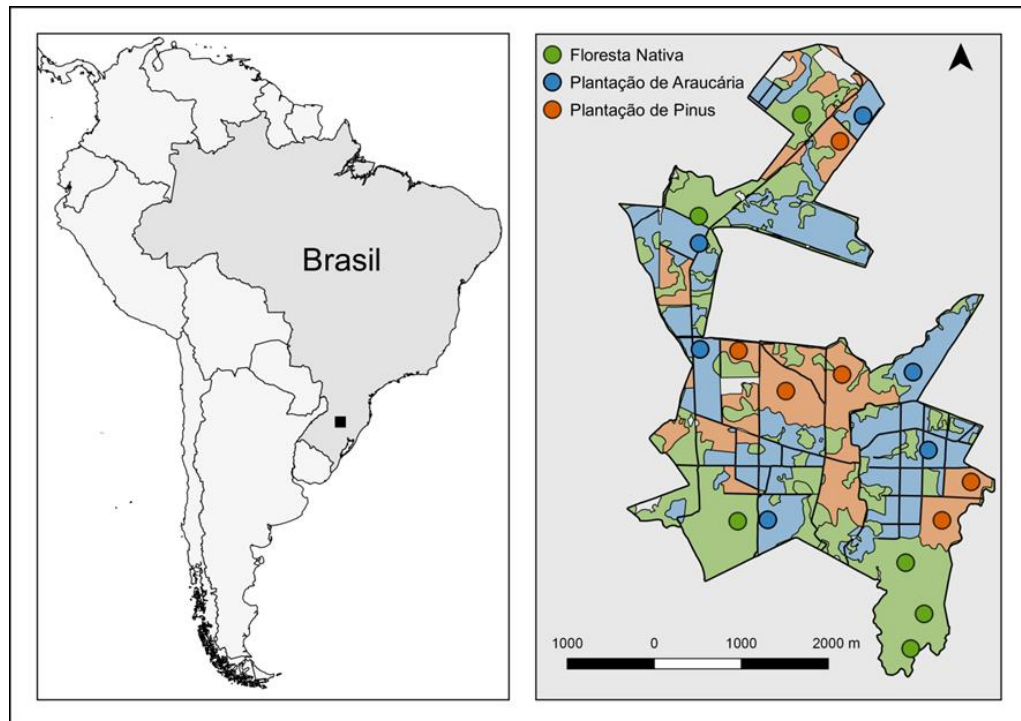 Brasil
Floresta Nativa
Plantação de Araucária
Plantação de Pinus
1000 0 1000 2000 m